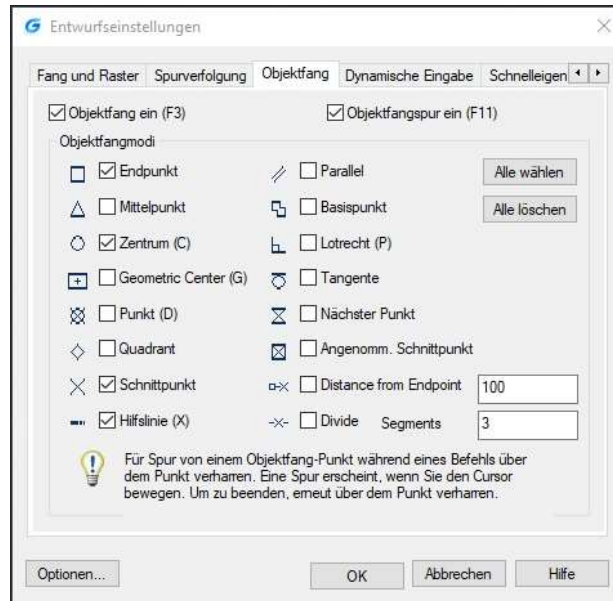 Entwurfseinstellungen
Fang und Raster Spurverfolgung Objektfang Dynamische Eingabe Schnelleigen
Objektfang ein (F3) Objektfangspur ein (F11)
Objektfangmodi
Endpunkt Parallel Alle wählen
Mittelpunkt Basispunkt Alle löschen
Zentrum (C) Lotrecht (P)
Geometric Center (G) Tangente
Punkt (D) Nächster Punkt
Quadrant Angenomm. Schnittpunkt
Schnittpunkt Distance from Endpoint 100
Hilfslinie (X) Divide Segments 3
Für Spur von einem Objektfang-Punkt während eines Befehls über
dem Punkt verharren. Eine Spur erscheint, wenn Sie den Cursor
bewegen. Um zu beenden, erneut über dem Punkt verharren.
Optionen... OK Abbrechen Hilfe